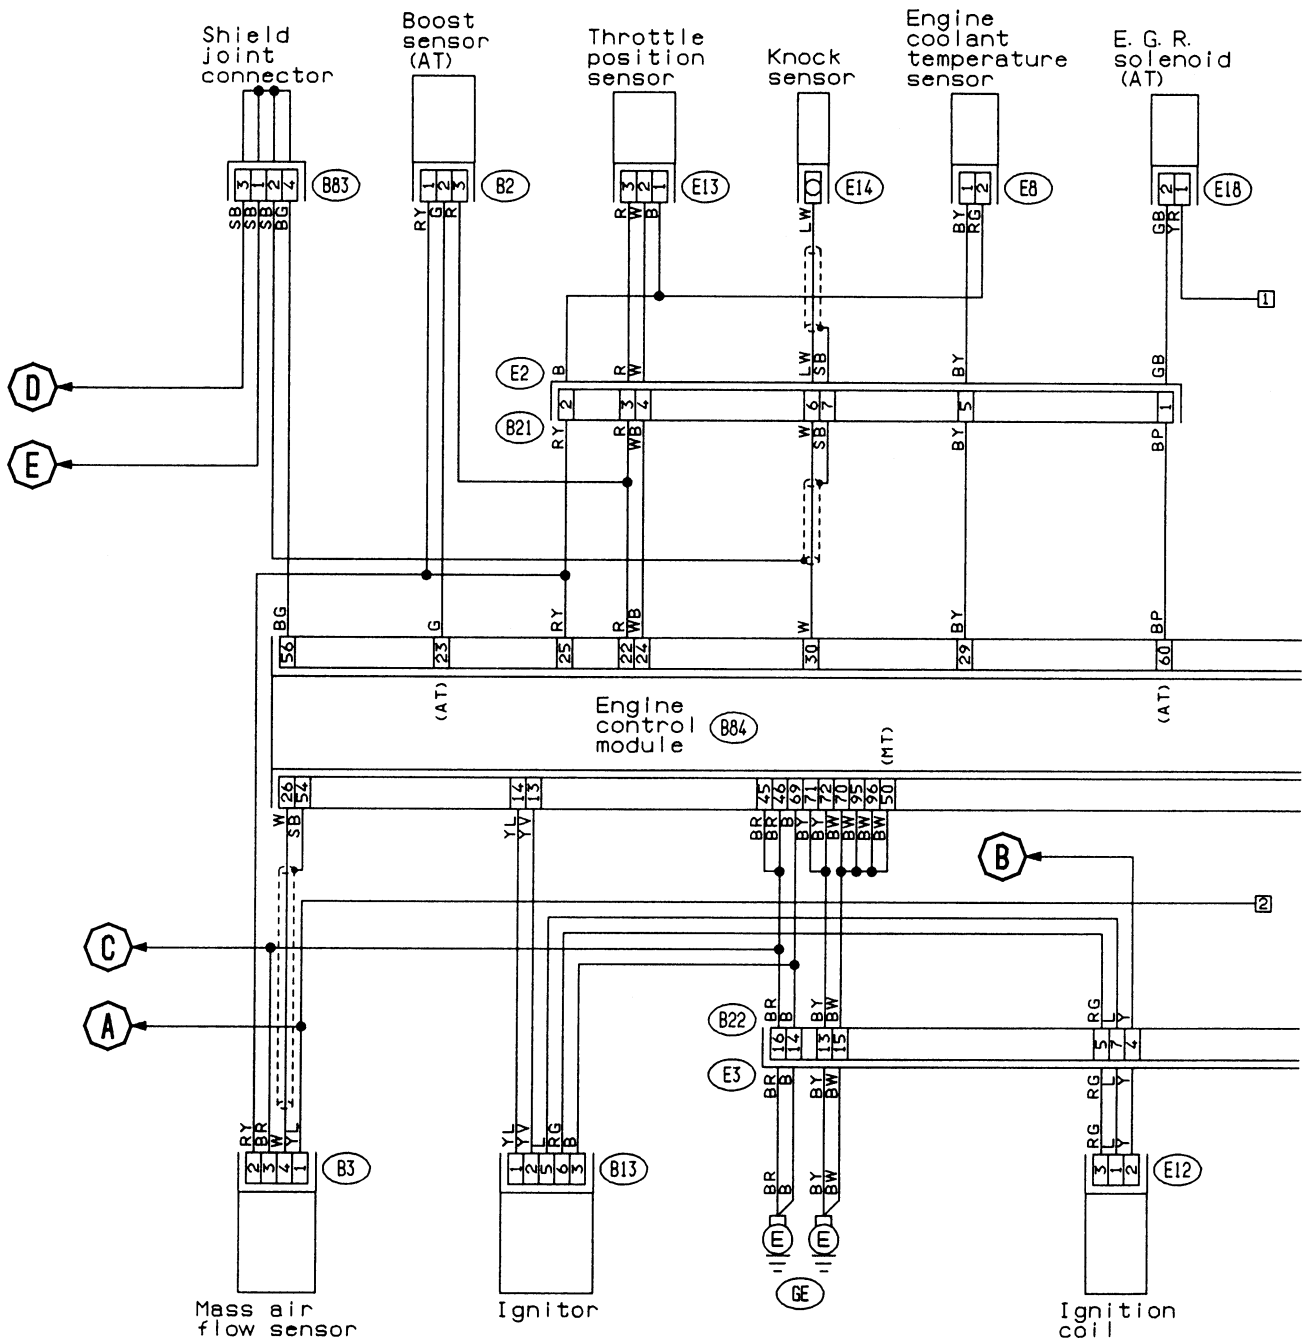 Shield
joint
connector
Boost
sensor
(AT)
Throttle
position
sensor
Knock
sensor
Engine
coolant
temperature
sensor
E. G. R.
solenoid
(AT)
3 1 2 4
B83
1 2 3
B2
3 2 1
E13
E14
1 2
E8
2 1
E18
SB SB SB BG
RY G R
R W B
LW
BY RG
GB YR
1
D
E
E2
B R W LW SB BY GB
2 3 4 6 7 5 1
B21
RY R WB W SB BY BP
BG G RY R WB W BY BP
56 23 25 22 24 30 29 60
(AT)
(AT)
Engine
control
module
B84
(MT)
26 54 14 13 45 46 69 71 72 70 95 96 50
W SB YL YV BR BR B BY BY BW BW BW BW
B
2
C
A
BR B BY BW RG L Y
B22
16 14 13 15 5 7 4
E3
BR B BY BW RG L Y
RY BR W YL
YL YV L RG B
BR B BY BW
RG L Y
2 3 4 1
B3
1 2 5 6 3
B13
3 1 2
E12
E E
GE
Mass air
flow sensor
Ignitor
Ignition
coil